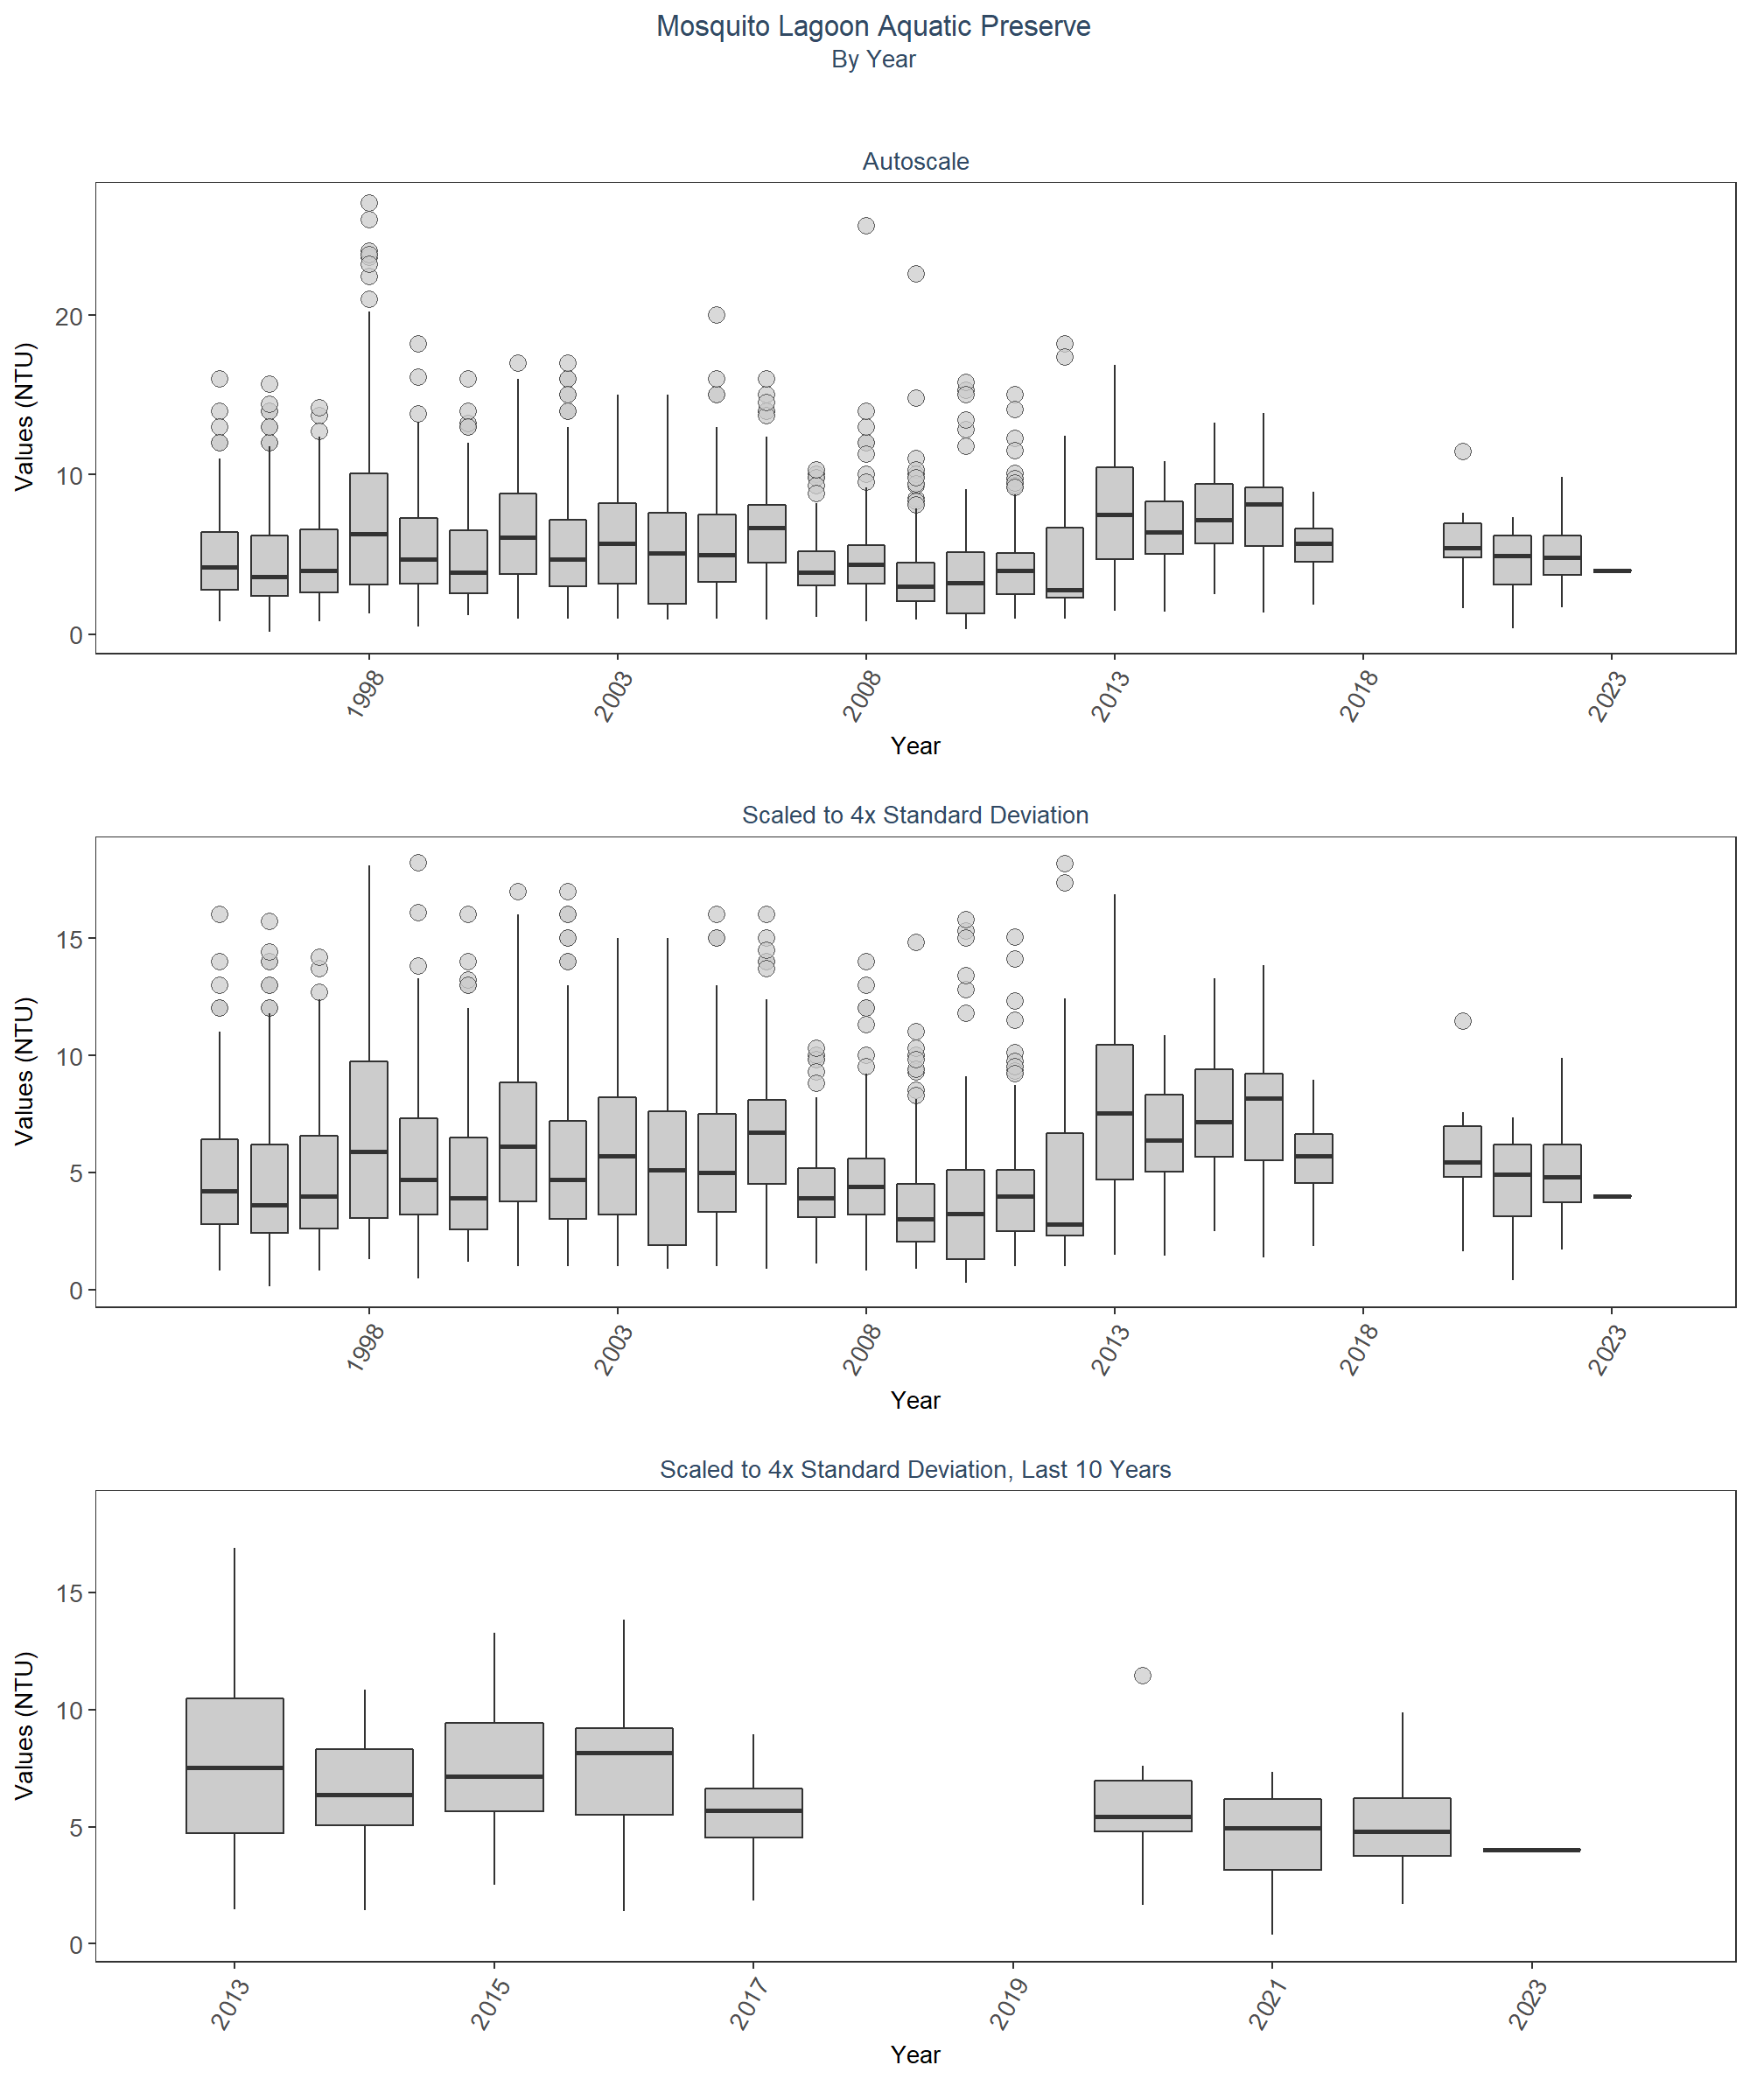 Mosquito Lagoon Aquatic Preserve
By Year
Autoscale
Values (NTU)
20
10
0
1998
2003
2008
2013
2018
2023
Year
Scaled to 4x Standard Deviation
Values (NTU)
15
10
5
0
1998
2003
2008
2013
2018
2023
Year
Scaled to 4x Standard Deviation, Last 10 Years
Values (NTU)
15
10
5
0
2013
2015
2017
2019
2021
2023
Year